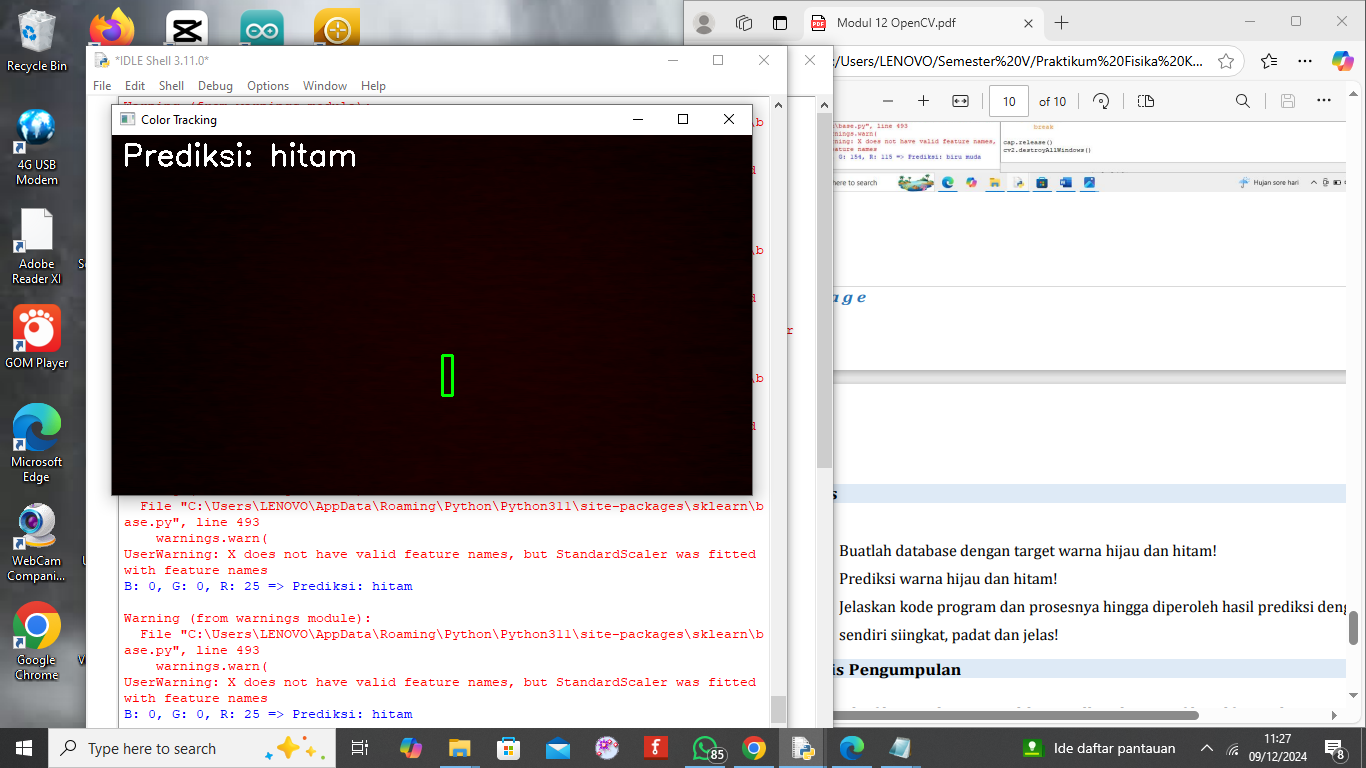 Recycle Bin
4G USB
Modem
Adobe
Reader XI
GOM Player
Microsoft
Edge
WebCam
Compani...
Google
Chrome
*IDLE Shell 3.11.0*
File Edit Shell Debug Options Window Help
Color Tracking
Prediksi: hitam
File "C:\Users\LENOVO\AppData\Roaming\Python\Python311\site-packages\sklearn\b
ase.py", line 493
warnings.warn(
UserWarning: X does not have valid feature names, but StandardScaler was fitted
with feature names
B: 0, G: 0, R: 25 => Prediksi: hitam
Warning (from warnings module):
File "C:\Users\LENOVO\AppData\Roaming\Python\Python311\site-packages\sklearn\b
ase.py", line 493
warnings.warn(
UserWarning: X does not have valid feature names, but StandardScaler was fitted
with feature names
B: 0, G: 0, R: 25 => Prediksi: hitam
PDF
Modul 12 OpenCV.pdf
:/Users/LENOVO/Semester%20V/Praktikum%20Fisika%20K...
10 of 10
\base.py", line 493
rnings.warn(
ning: X does not have valid feature names,
eature names
G: 154, R: 115 => Prediksi: biru muda
break
cap.release()
cv2.destroyAllWindows()
here to search
Hujan sore hari
a g e
s
Buatlah database dengan target warna hijau dan hitam!
Prediksi warna hijau dan hitam!
Jelaskan kode program dan prosesnya hingga diperoleh hasil prediksi deng
sendiri siingkat, padat dan jelas!
is Pengumpulan
Type here to search
85
Ide daftar pantauan
11:27
09/12/2024
8